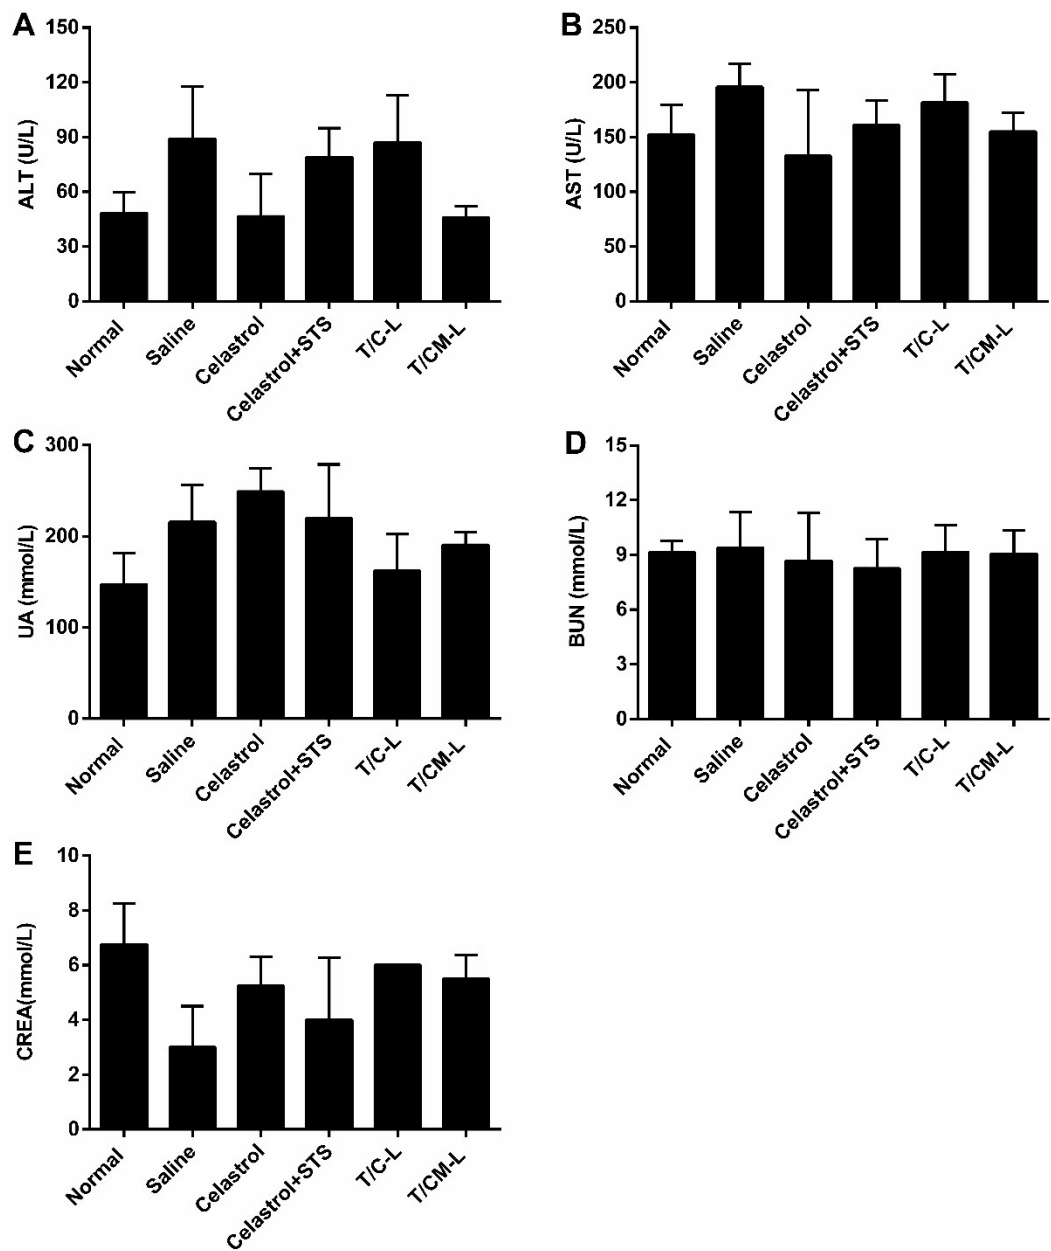 A
ALT (U/L)
150
120
90
60
30
0
Normal
Saline
Celastrol
Celastrol+STS
T/C-L
T/CM-L
B
AST (U/L)
250
200
150
100
50
0
Normal
Saline
Celastrol
Celastrol+STS
T/C-L
T/CM-L
C
UA (mmol/L)
300
200
100
0
Normal
Saline
Celastrol
Celastrol+STS
T/C-L
T/CM-L
D
BUN (mmol/L)
15
12
9
6
3
0
Normal
Saline
Celastrol
Celastrol+STS
T/C-L
T/CM-L
E
CREA(mmol/L)
10
8
6
4
2
0
Normal
Saline
Celastrol
Celastrol+STS
T/C-L
T/CM-L